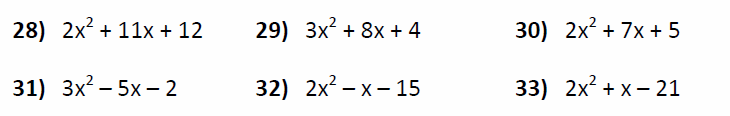 28) 2x² + 11x + 12 29) 3x² + 8x + 4 30) 2x² + 7x + 5
31) 3x² – 5x – 2 32) 2x² – x – 15 33) 2x² + x – 21